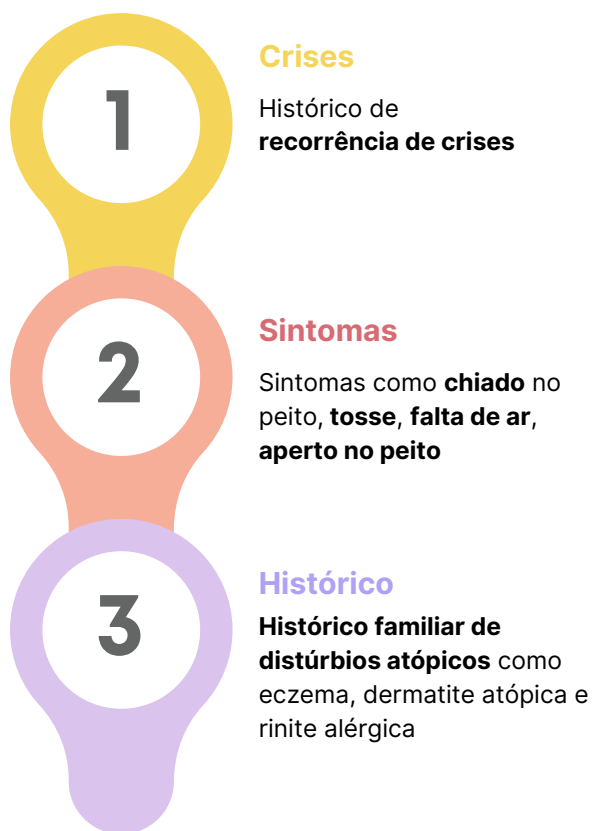 1
Crises
Histórico de
recorrência de crises
2
Sintomas
Sintomas como chiado no
peito, tosse, falta de ar,
aperto no peito
3
Histórico
Histórico familiar de
distúrbios atópicos como
eczema, dermatite atópica e
rinite alérgica